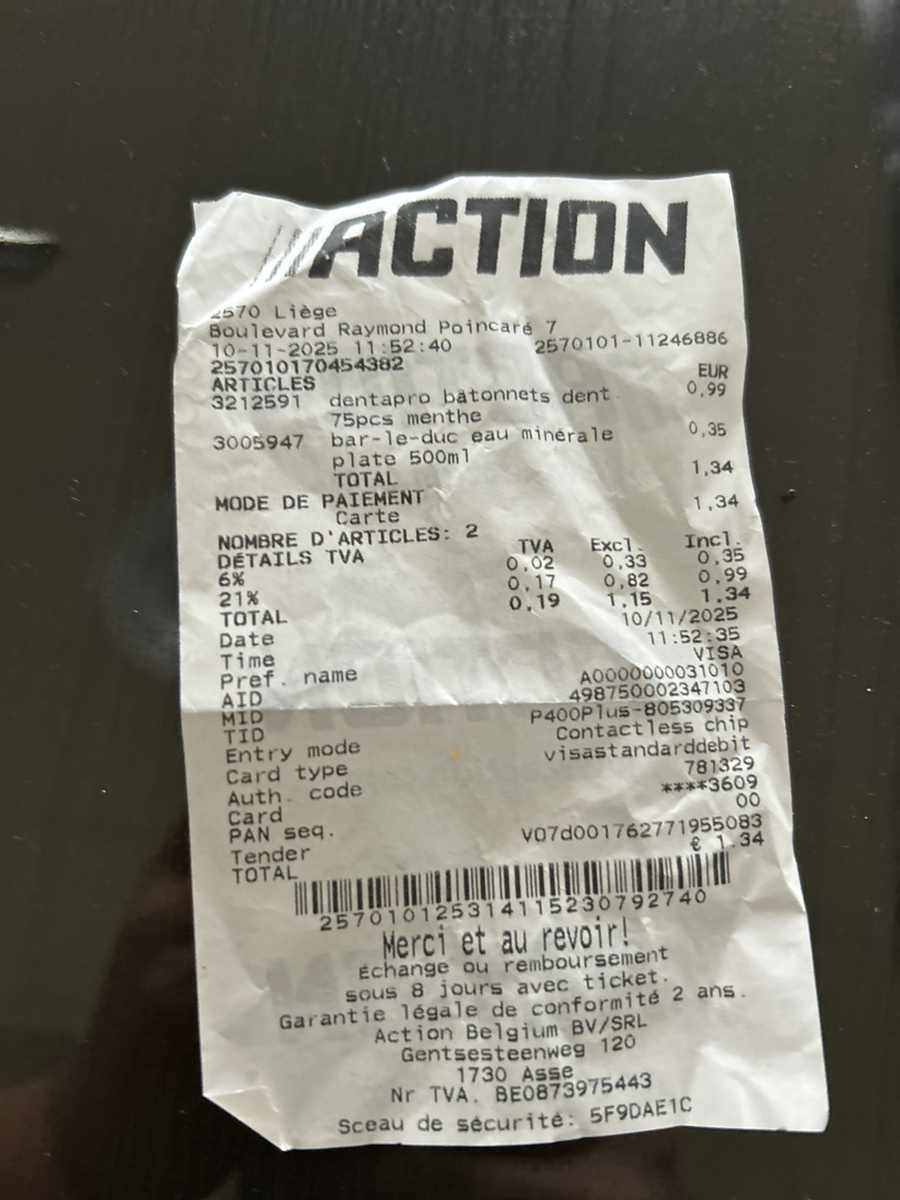 ACTION
2570 Liège
Boulevard Raymond Poincaré 7
10-11-2025 11:52:40 2570101-11246886
257010170454382
ARTICLES EUR
3212591 dentapro bâtonnets dent. 0,99
75pcs menthe
3005947 bar-le-duc eau minérale 0,35
plate 500ml
TOTAL 1,34
MODE DE PAIEMENT
Carte 1,34
NOMBRE D'ARTICLES: 2
DÉTAILS TVA TVA Excl. Incl.
6% 0,02 0,33 0,35
21% 0,17 0,82 0,99
TOTAL 0,19 1,15 1,34
Date 10/11/2025
Time 11:52:35
Pref. name VISA
AID A0000000031010
MID 498750002347103
TID P400Plus-805309337
Entry mode Contactless chip
Card type visastandarddebit
Auth. code 781329
Card ****3609
PAN seq. 00
Tender V07d001762771955083
TOTAL € 1.34
257010125314115230792740
Merci et au revoir!
Échange ou remboursement
sous 8 jours avec ticket.
Garantie légale de conformité 2 ans.
Action Belgium BV/SRL
Gentsesteenweg 120
1730 Asse
Nr TVA. BE0873975443
Sceau de sécurité: 5F9DAE1C